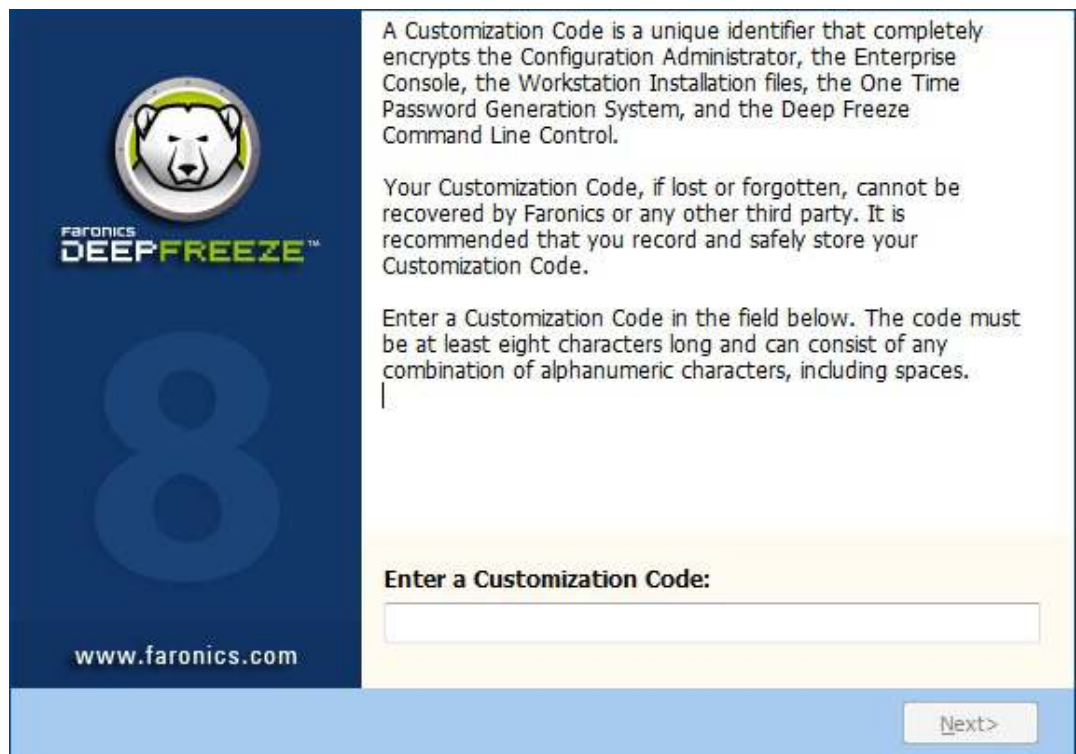 A Customization Code is a unique identifier that completely
encrypts the Configuration Administrator, the Enterprise
Console, the Workstation Installation files, the One Time
Password Generation System, and the Deep Freeze
Command Line Control.
Your Customization Code, if lost or forgotten, cannot be
recovered by Faronics or any other third party. It is
recommended that you record and safely store your
Customization Code.
Enter a Customization Code in the field below. The code must
be at least eight characters long and can consist of any
combination of alphanumeric characters, including spaces.
Faronics
DEEPFREEZE™
8
www.faronics.com
Enter a Customization Code:
Next>